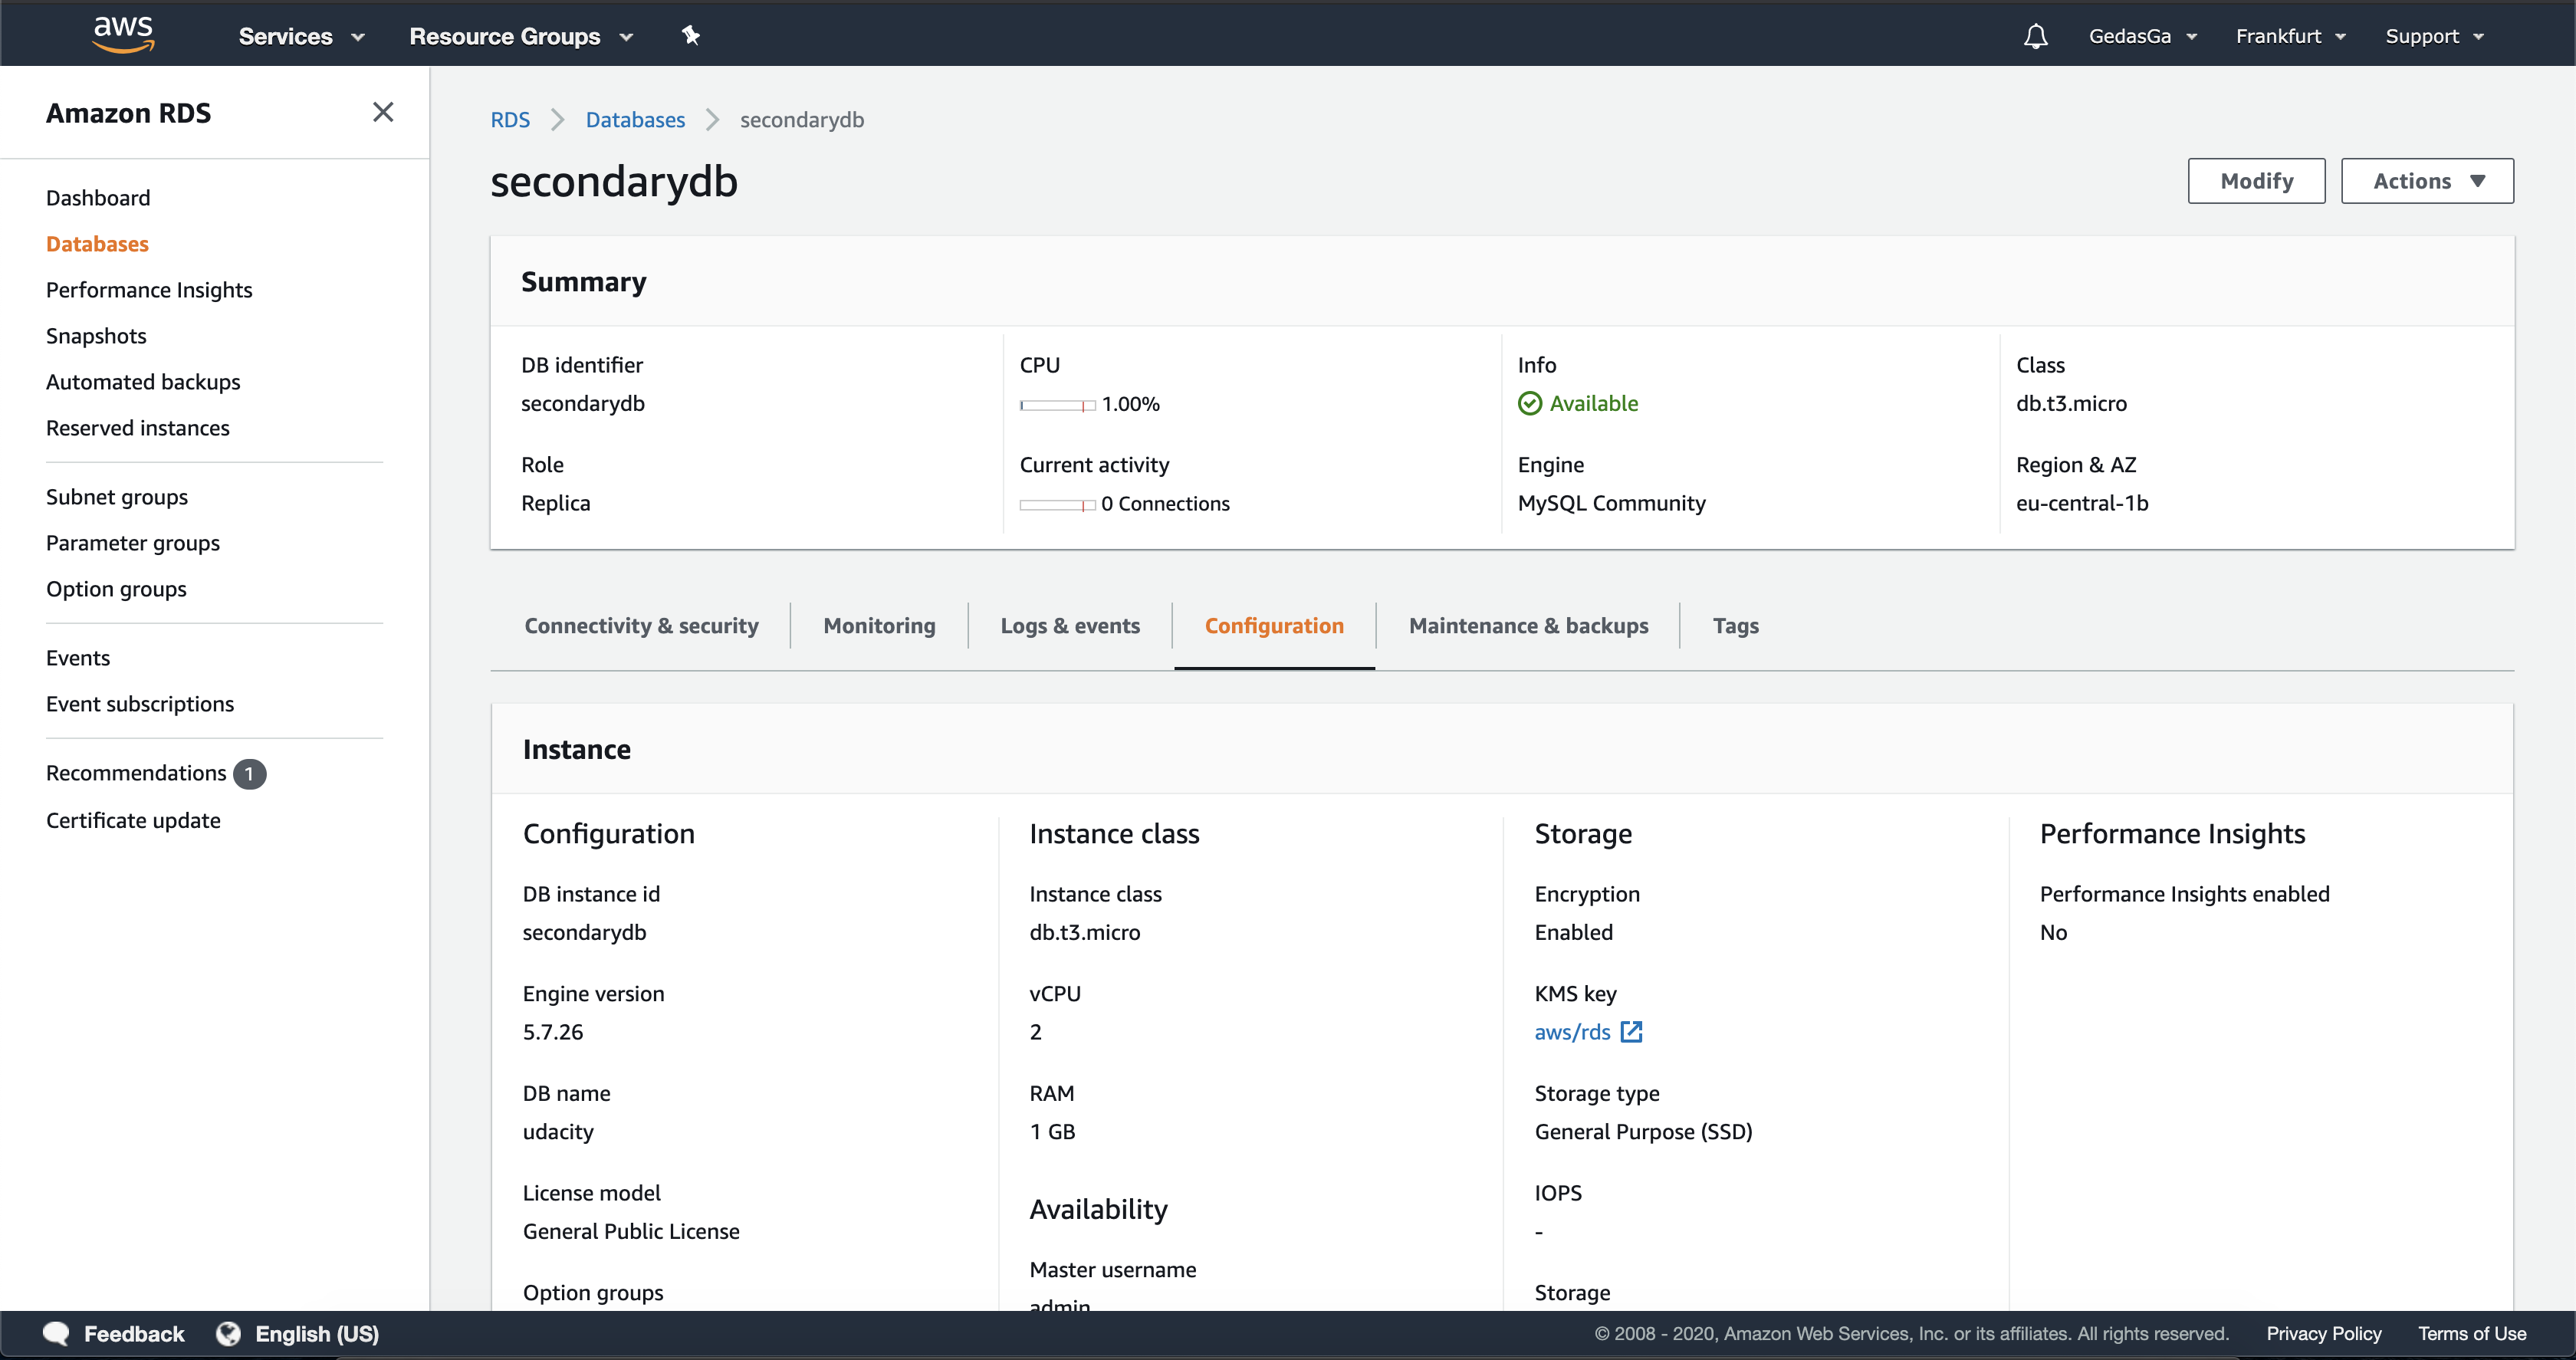 aws
Services
Resource Groups
GedasGa
Frankfurt
Support
Amazon RDS
Dashboard
Databases
Performance Insights
Snapshots
Automated backups
Reserved instances
Subnet groups
Parameter groups
Option groups
Events
Event subscriptions
Recommendations 1
Certificate update
RDS
Databases
secondarydb
secondarydb
Modify
Actions
Summary
DB identifier
secondarydb
CPU
1.00%
Info
Available
Class
db.t3.micro
Role
Replica
Current activity
0 Connections
Engine
MySQL Community
Region & AZ
eu-central-1b
Connectivity & security
Monitoring
Logs & events
Configuration
Maintenance & backups
Tags
Instance
Configuration
DB instance id
secondarydb
Engine version
5.7.26
DB name
udacity
License model
General Public License
Option groups
Instance class
Instance class
db.t3.micro
vCPU
2
RAM
1 GB
Availability
Master username
admin
Storage
Encryption
Enabled
KMS key
aws/rds
Storage type
General Purpose (SSD)
IOPS
-
Storage
Performance Insights
Performance Insights enabled
No
Feedback
English (US)
© 2008 - 2020, Amazon Web Services, Inc. or its affiliates. All rights reserved.
Privacy Policy
Terms of Use